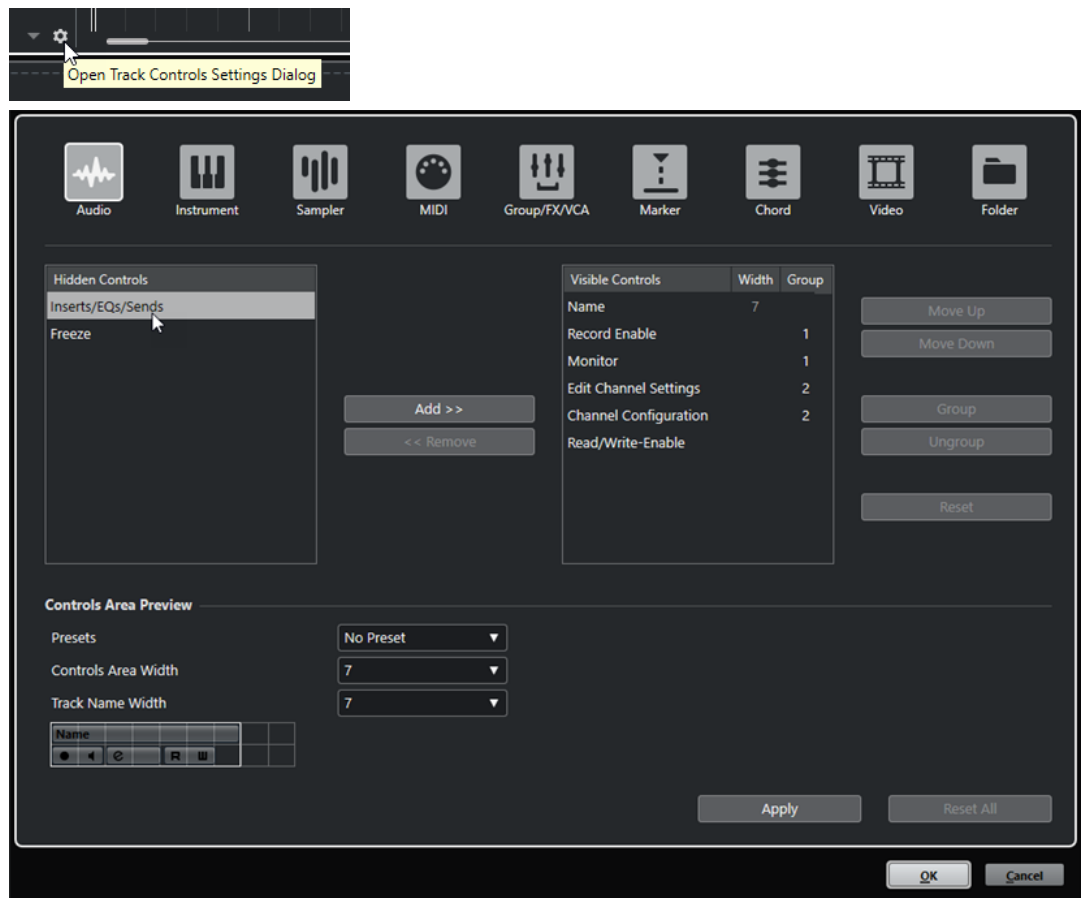 Open Track Controls Settings Dialog
Audio Instrument Sampler MIDI Group/FX/VCA Marker Chord Video Folder
Hidden Controls
Inserts/EQs/Sends
Freeze
Add >>
<< Remove
Visible Controls Width Group
Name 7
Record Enable 1
Monitor 1
Edit Channel Settings 2
Channel Configuration 2
Read/Write-Enable
Move Up
Move Down
Group
Ungroup
Reset
Controls Area Preview
Presets No Preset
Controls Area Width 7
Track Name Width 7
Name
e R W
Apply Reset All
OK Cancel